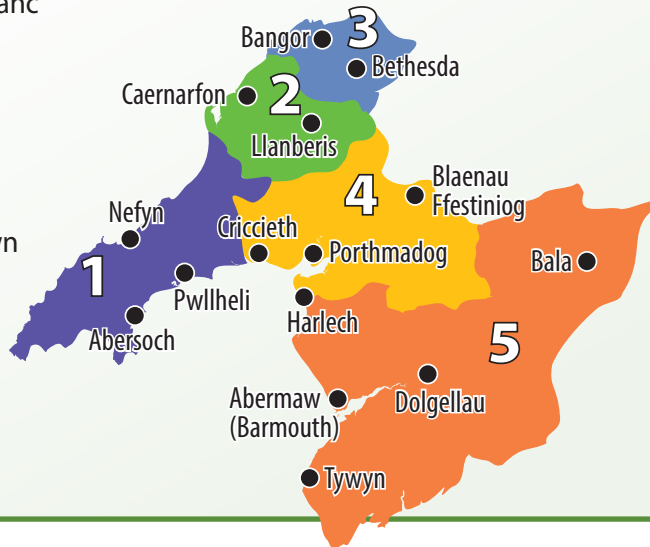 anc
3
Bangor
Bethesda
2
Caernarfon
Llanberis
4
Blaenau
Ffestiniog
Nefyn
Criccieth
Porthmadog
Bala
1
Pwllheli
Harlech
Abersoch
5
Abermaw
(Barmouth)
Dolgellau
Tywyn